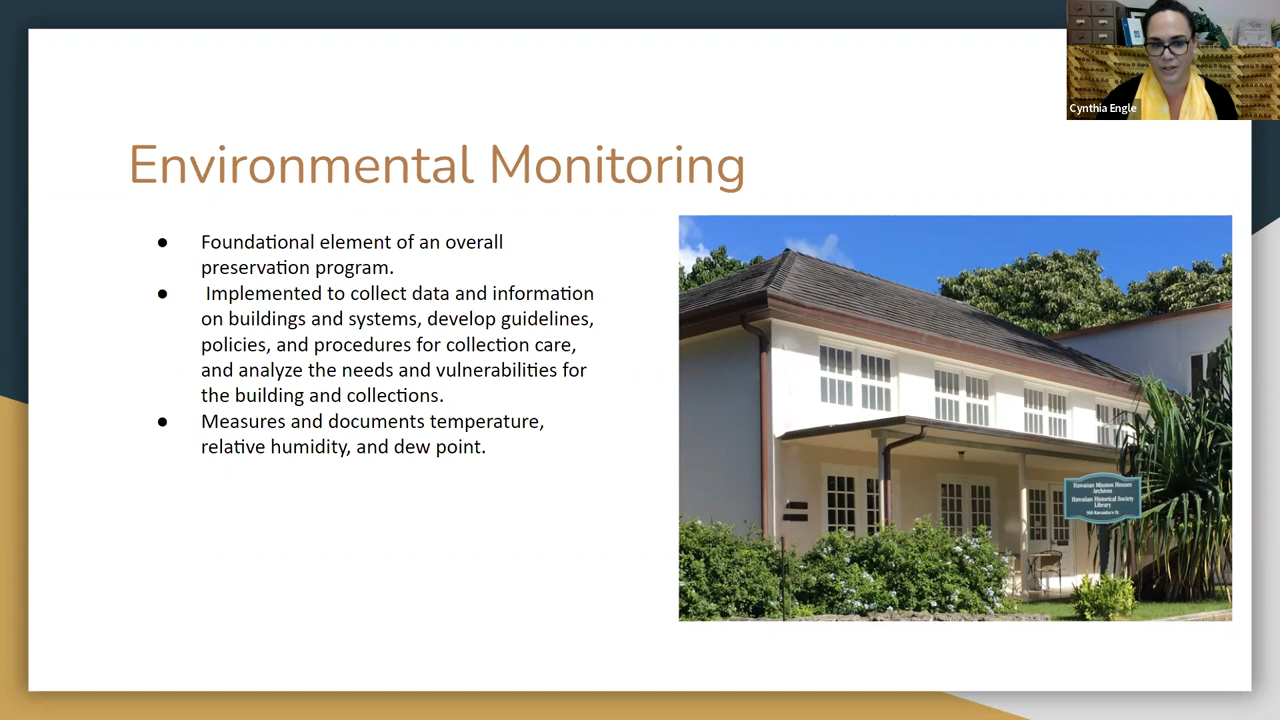 Cynthia Engle
Environmental Monitoring
● Foundational element of an overall
preservation program.
● Implemented to collect data and information
on buildings and systems, develop guidelines,
policies, and procedures for collection care,
and analyze the needs and vulnerabilities for
the building and collections.
● Measures and documents temperature,
relative humidity, and dew point.
Hawaiian Mission Houses
Archives
Hawaiian Historical Society
Library